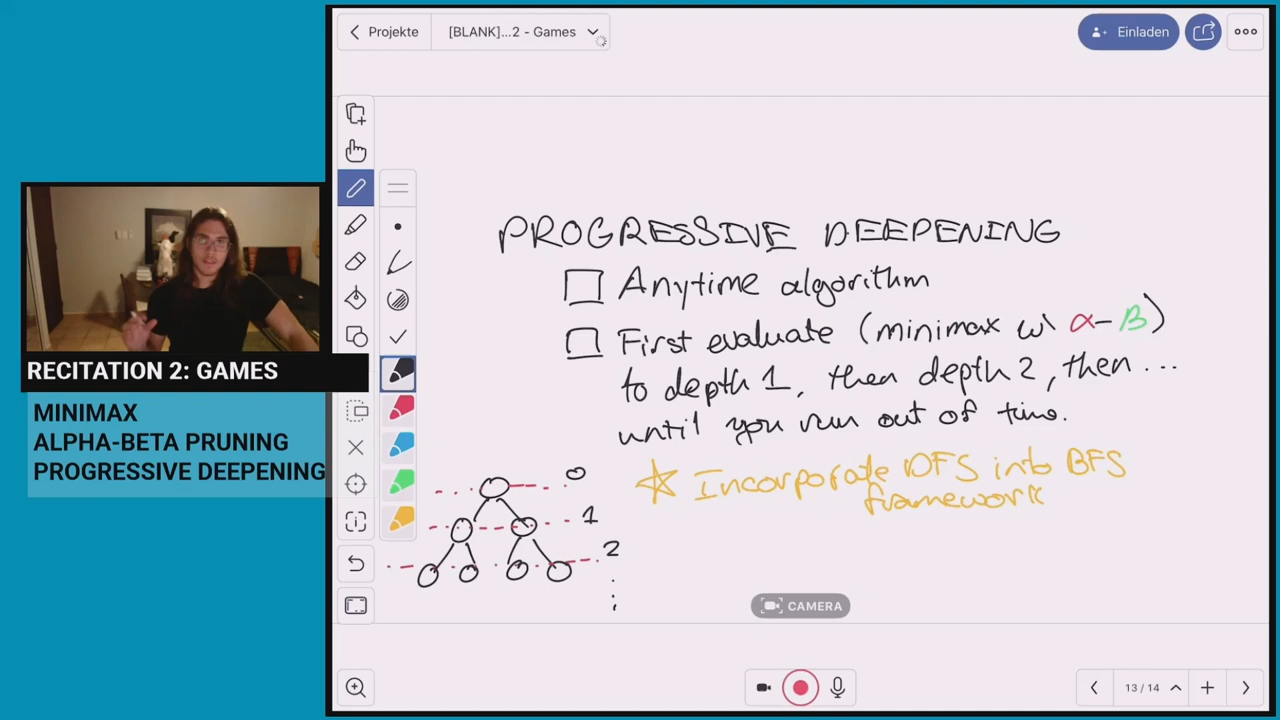 Projekte
[BLANK]...2 - Games
Einladen
PROGRESSIVE DEEPENING
Anytime algorithm
First evaluate (minimax w\ α-β)
to depth 1, then depth 2, then ...
until you run out of time.
☆ Incorporate DFS into BFS
framework
0
1
2
RECITATION 2: GAMES
MINIMAX
ALPHA-BETA PRUNING
PROGRESSIVE DEEPENING
CAMERA
13 / 14